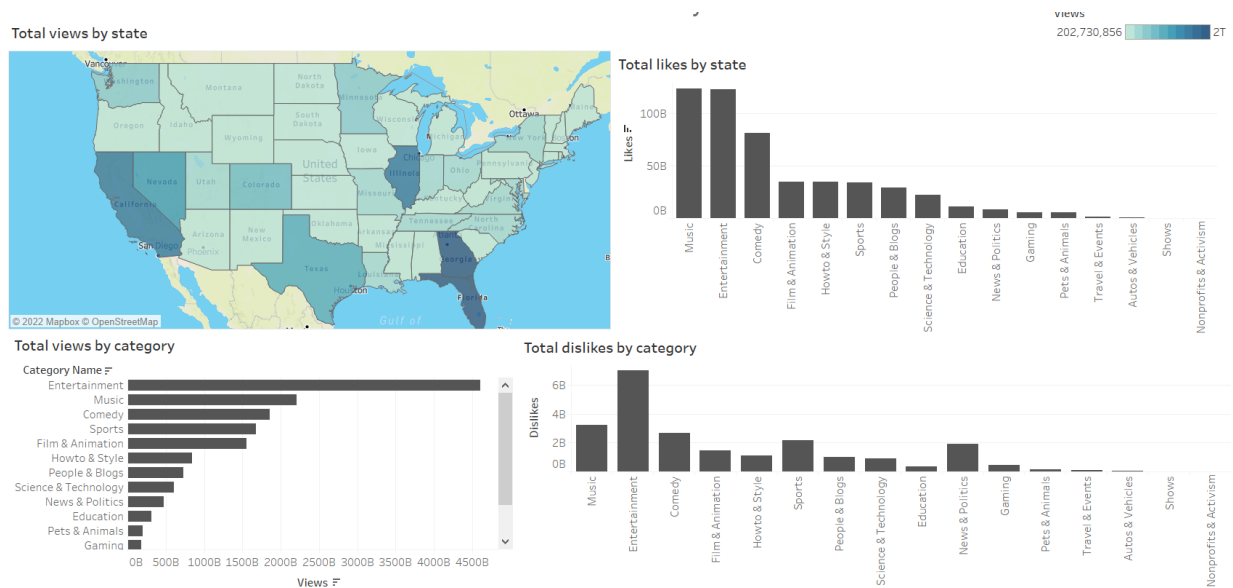 Total views by state
Views
202,730,856
2T
Total likes by state
Vancouver
Washington
Montana
North
Dakota
Minnesota
Ottawa
Maine
Oregon
Idaho
South
Dakota
Wisconsin
Michigan
New York
Wyoming
Iowa
Chicago
Pennsylvania
Nevada
Utah
Colorado
United
States
Illinois
Ohio
Missouri
Kentucky
Virginia
California
San Diego
Arizona
Phoenix
New
Mexico
Oklahoma
Arkansas
Tennessee
North
Carolina
Mississippi
Georgia
Texas
Louisiana
Houston
Florida
Gulf of
© 2022 Mapbox © OpenStreetMap
Likes
100B
50B
0B
Music
Entertainment
Comedy
Film & Animation
Howto & Style
Sports
People & Blogs
Science & Technology
Education
News & Politics
Gaming
Pets & Animals
Travel & Events
Autos & Vehicles
Shows
Nonprofits & Activism
Total views by category
Category Name
Entertainment
Music
Comedy
Sports
Film & Animation
Howto & Style
People & Blogs
Science & Technology
News & Politics
Education
Pets & Animals
Gaming
0B 500B 1000B 1500B 2000B 2500B 3000B 3500B 4000B 4500B
Views
Total dislikes by category
Dislikes
6B
4B
2B
0B
Music
Entertainment
Comedy
Film & Animation
Howto & Style
Sports
People & Blogs
Science & Technology
Education
News & Politics
Gaming
Pets & Animals
Travel & Events
Autos & Vehicles
Shows
Nonprofits & Activism